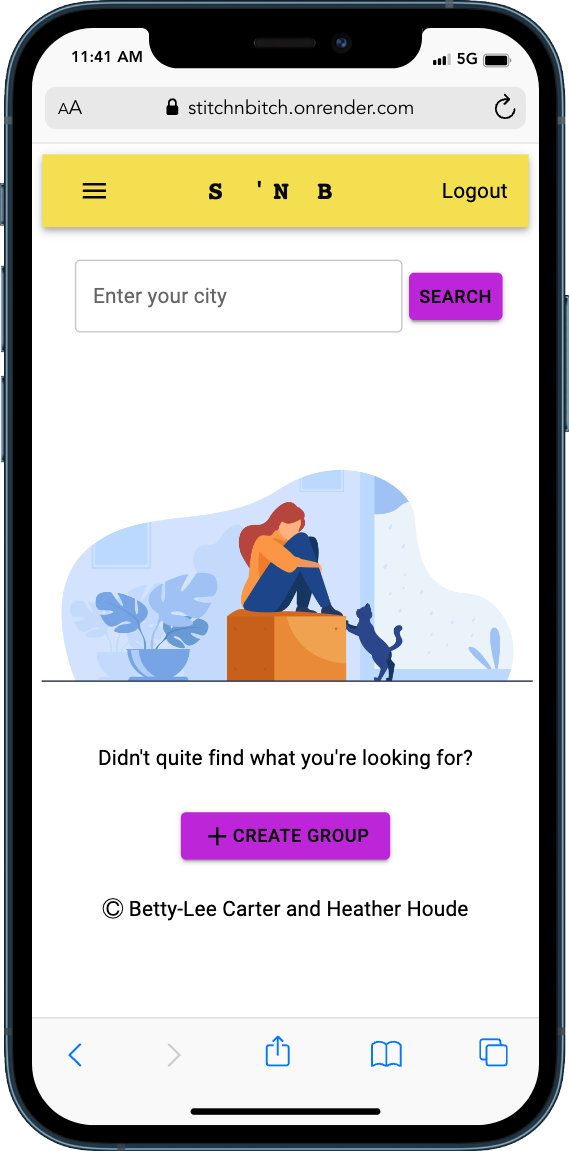 11:41 AM
5G
AA
stitchnbitch.onrender.com
S 'N B
Logout
Enter your city
SEARCH
Didn't quite find what you're looking for?
+ CREATE GROUP
© Betty-Lee Carter and Heather Houde